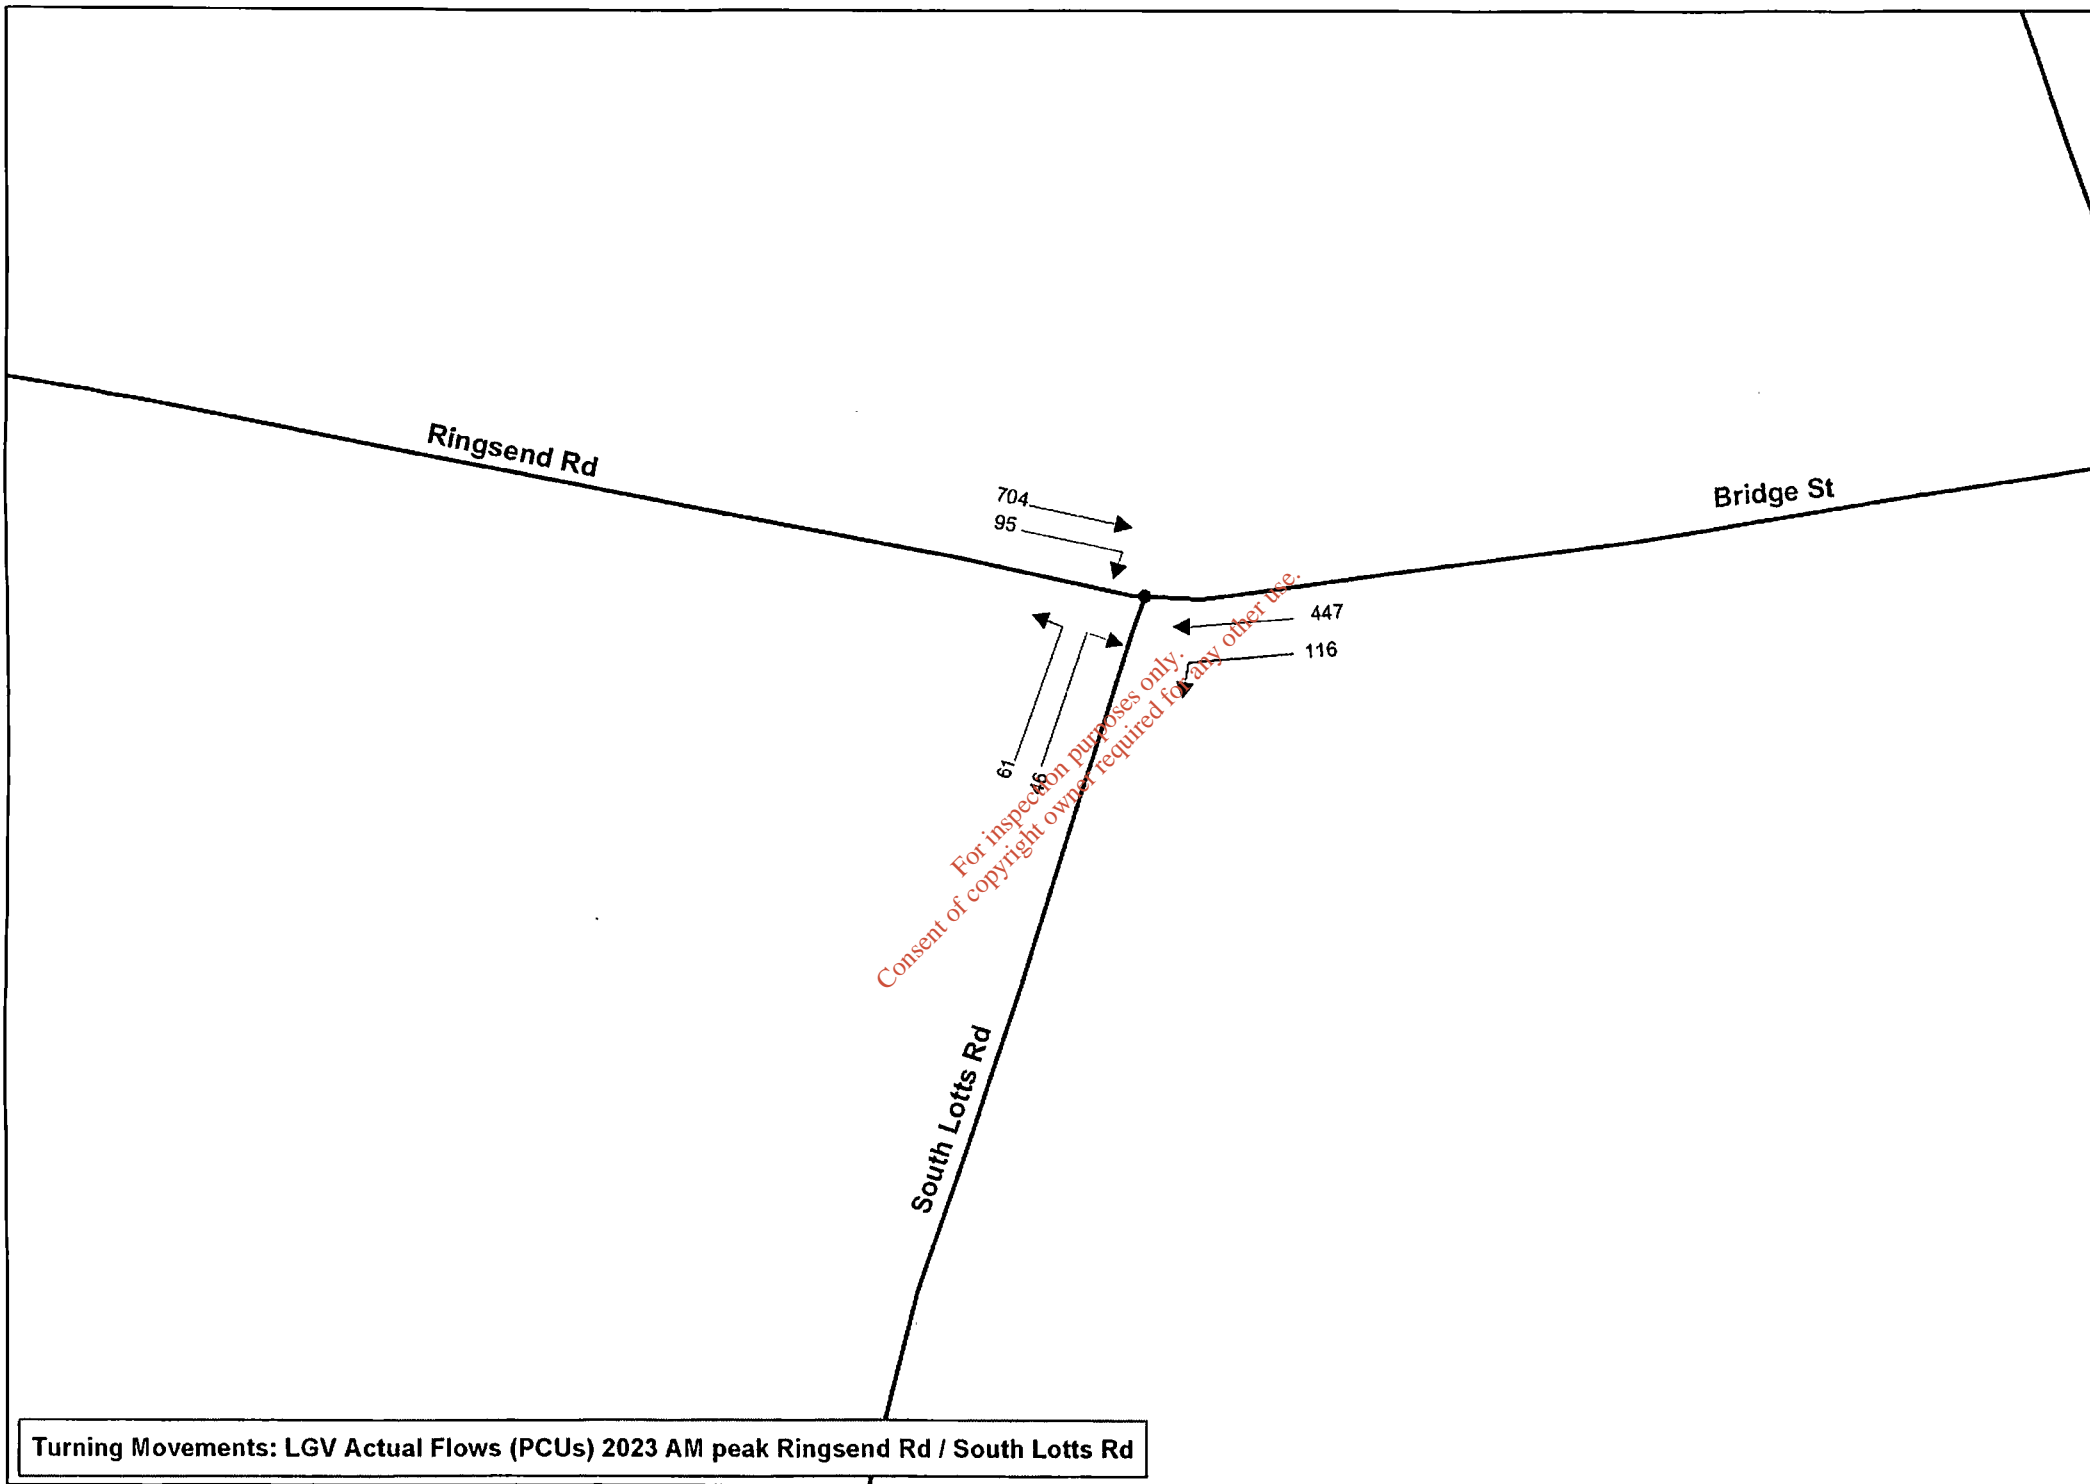 Ringsend Rd
Bridge St
704
95
447
116
61
46
For inspection purposes only.
Consent of copyright owner required for any other use.
South Lotts Rd
Turning Movements: LGV Actual Flows (PCUs) 2023 AM peak Ringsend Rd / South Lotts Rd